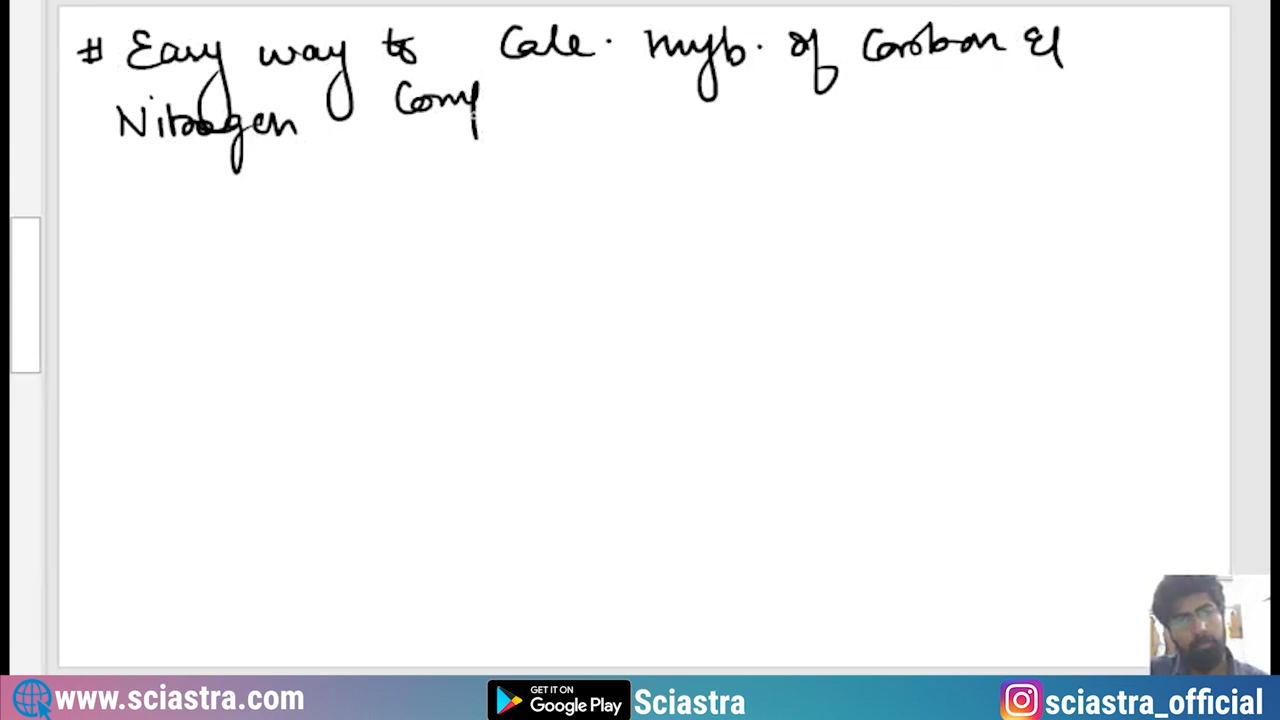 # Easy way to Calc. hyb. of Carbon &
Nitrogen Comp
www.sciastra.com
GET IT ON
Google Play
Sciastra
sciastra_official